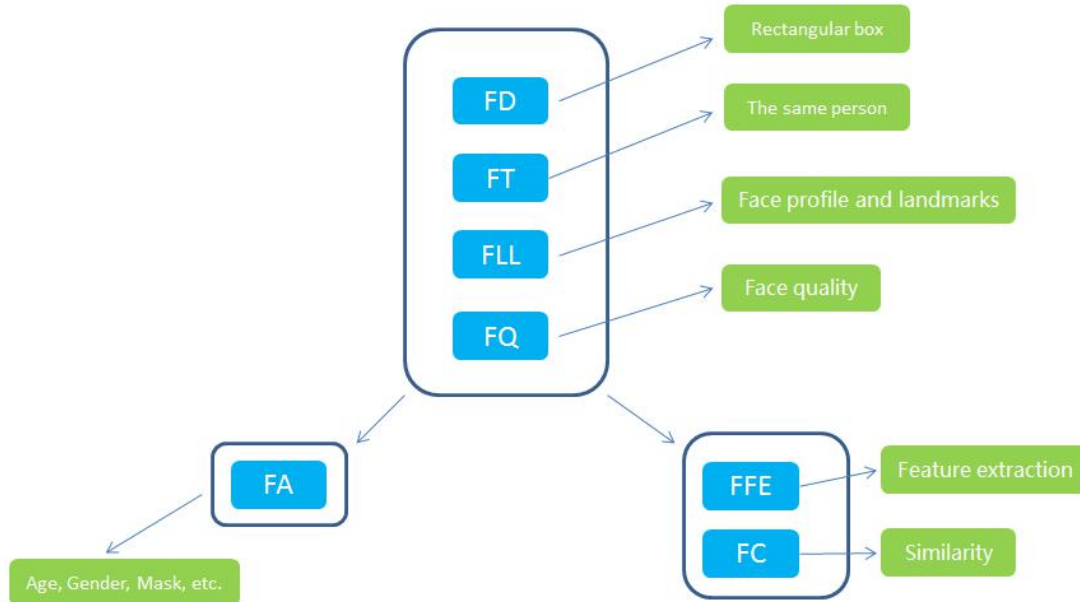 FD
Rectangular box
FT
The same person
FLL
Face profile and landmarks
FQ
Face quality
FA
Age, Gender, Mask, etc.
FFE
Feature extraction
FC
Similarity